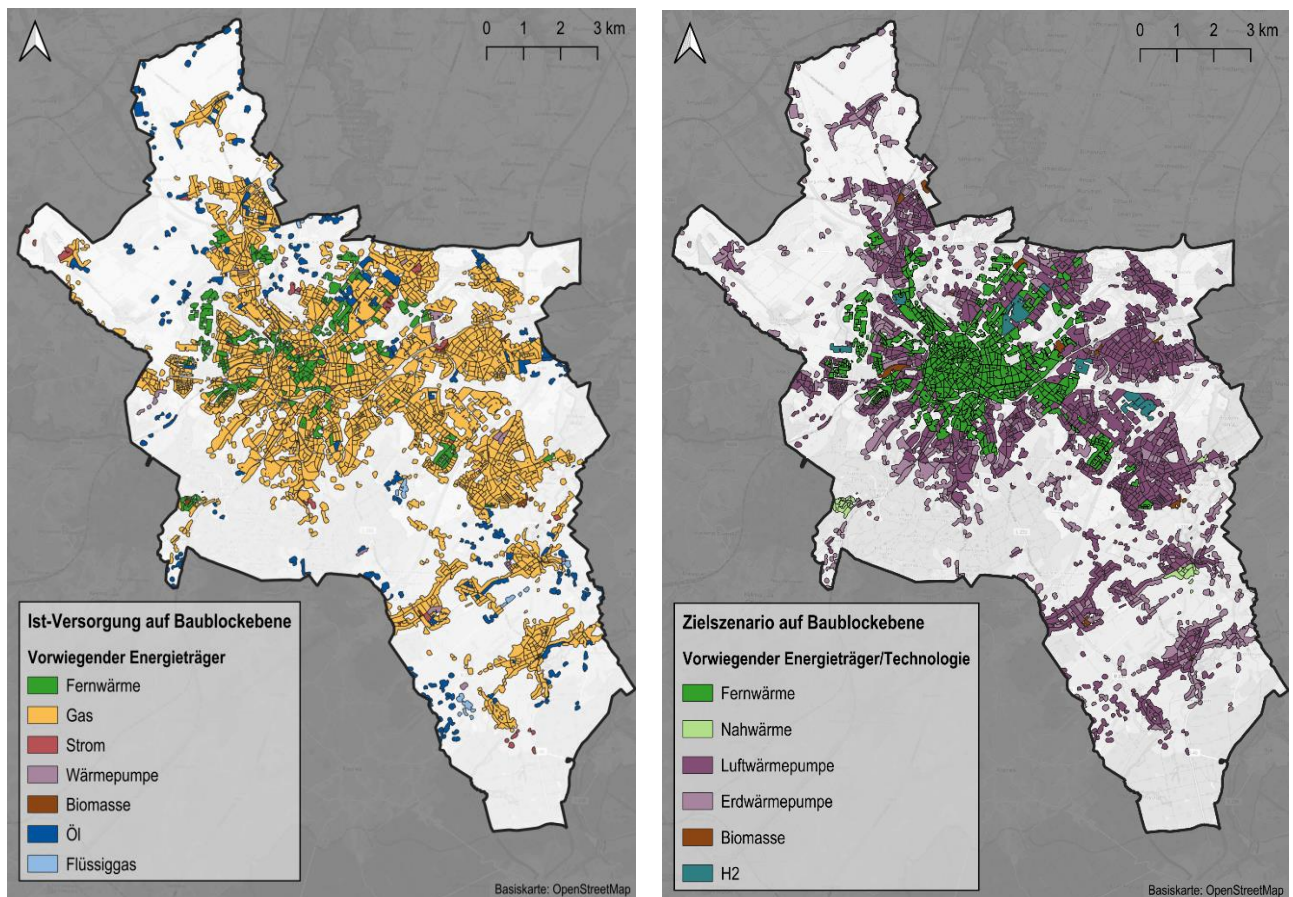 0 1 2 3 km
Ist-Versorgung auf Baublockebene
Vorwiegender Energieträger
Fernwärme
Gas
Strom
Wärmepumpe
Biomasse
Öl
Flüssiggas
Basiskarte: OpenStreetMap
0 1 2 3 km
Zielszenario auf Baublockebene
Vorwiegender Energieträger/Technologie
Fernwärme
Nahwärme
Luftwärmepumpe
Erdwärmepumpe
Biomasse
H2
Basiskarte: OpenStreetMap